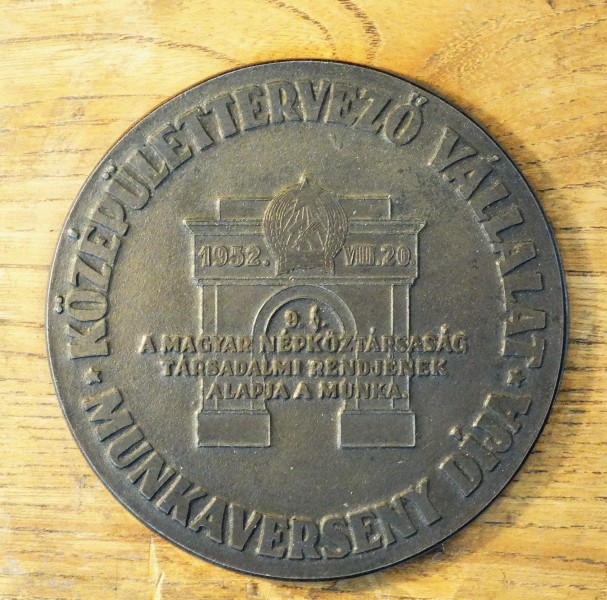 KÖZÉPÜLETTERVEZŐ VÁLLALAT
1952. VIII.20
9.§.
A MAGYAR NÉPKÖZTÁRSASÁG
TÁRSADALMI RENDJÉNEK
ALAPJA A MUNKA.
* MUNKAVERSENY DÍJA *